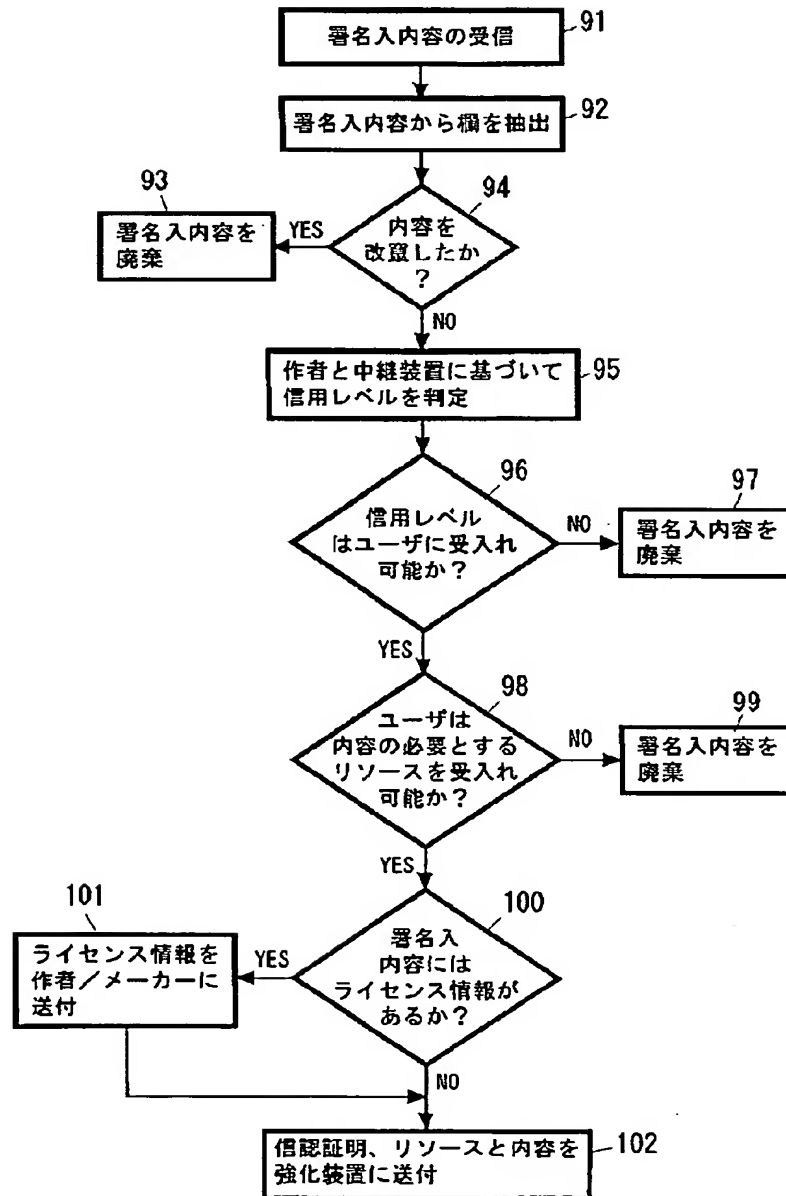 91
署名入内容の受信
92
署名入内容から欄を抽出
93
94
署名入内容を
廃棄
YES
内容を
改竄したか
?
NO
95
作者と中継装置に基づいて
信用レベルを判定
96
97
信用レベル
はユーザに受入れ
可能か?
NO
署名入内容を
廃棄
YES
98
99
ユーザは
内容の必要とする
リソースを受入れ
可能か?
NO
署名入内容を
廃棄
YES
101
100
ライセンス情報を
作者/メーカーに
送付
YES
署名入
内容には
ライセンス情報が
あるか?
NO
信認証明、リソースと内容を
強化装置に送付
102